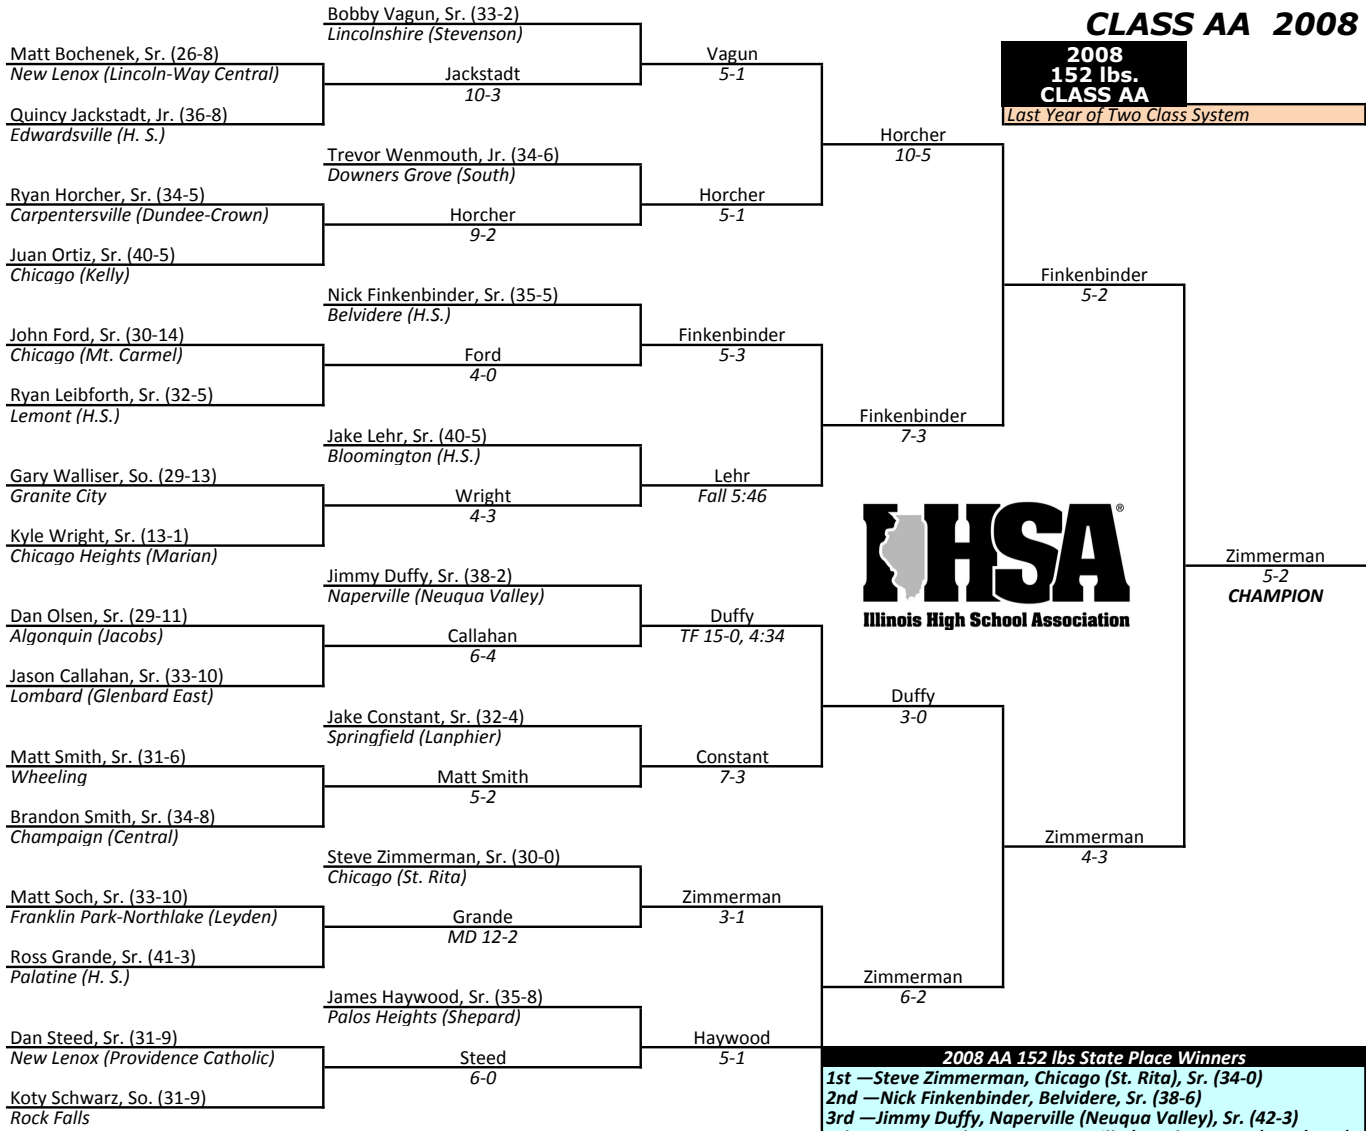 CLASS AA  2008
2008
152 lbs.
CLASS AA
Last Year of Two Class System
Matt Bochenek, Sr. (26-8)
New Lenox (Lincoln-Way Central)
Quincy Jackstadt, Jr. (36-8)
Edwardsville (H. S.)
Ryan Horcher, Sr. (34-5)
Carpentersville (Dundee-Crown)
Juan Ortiz, Sr. (40-5)
Chicago (Kelly)
John Ford, Sr. (30-14)
Chicago (Mt. Carmel)
Ryan Leibforth, Sr. (32-5)
Lemont (H.S.)
Gary Walliser, So. (29-13)
Granite City
Kyle Wright, Sr. (13-1)
Chicago Heights (Marian)
Dan Olsen, Sr. (29-11)
Algonquin (Jacobs)
Jason Callahan, Sr. (33-10)
Lombard (Glenbard East)
Matt Smith, Sr. (31-6)
Wheeling
Brandon Smith, Sr. (34-8)
Champaign (Central)
Matt Soch, Sr. (33-10)
Franklin Park-Northlake (Leyden)
Ross Grande, Sr. (41-3)
Palatine (H. S.)
Dan Steed, Sr. (31-9)
New Lenox (Providence Catholic)
Koty Schwarz, So. (31-9)
Rock Falls
Bobby Vagun, Sr. (33-2)
Lincolnshire (Stevenson)
Jackstadt
10-3
Trevor Wenmouth, Jr. (34-6)
Downers Grove (South)
Horcher
9-2
Nick Finkenbinder, Sr. (35-5)
Belvidere (H.S.)
Ford
4-0
Jake Lehr, Sr. (40-5)
Bloomington (H.S.)
Wright
4-3
Jimmy Duffy, Sr. (38-2)
Naperville (Neuqua Valley)
Callahan
6-4
Jake Constant, Sr. (32-4)
Springfield (Lanphier)
Matt Smith
5-2
Steve Zimmerman, Sr. (30-0)
Chicago (St. Rita)
Grande
MD 12-2
James Haywood, Sr. (35-8)
Palos Heights (Shepard)
Steed
6-0
Vagun
5-1
Horcher
5-1
Finkenbinder
5-3
Lehr
Fall 5:46
Duffy
TF 15-0, 4:34
Constant
7-3
Zimmerman
3-1
Haywood
5-1
Horcher
10-5
Finkenbinder
7-3
Duffy
3-0
Zimmerman
6-2
Finkenbinder
5-2
Zimmerman
4-3
IHSA®
Illinois High School Association
Zimmerman
5-2
CHAMPION
2008 AA 152 lbs State Place Winners
1st —Steve Zimmerman, Chicago (St. Rita), Sr. (34-0)
2nd —Nick Finkenbinder, Belvidere, Sr. (38-6)
3rd —Jimmy Duffy, Naperville (Neuqua Valley), Sr. (42-3)